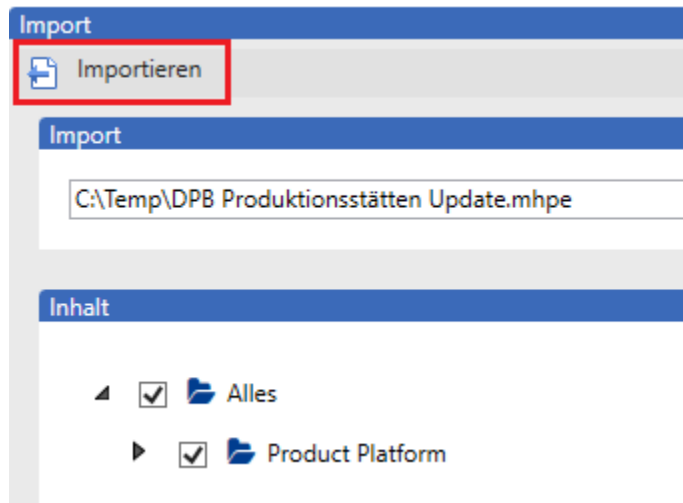 Import
Importieren
Import
C:\Temp\DPB Produktionsstätten Update.mhpe
Inhalt
Alles
Product Platform